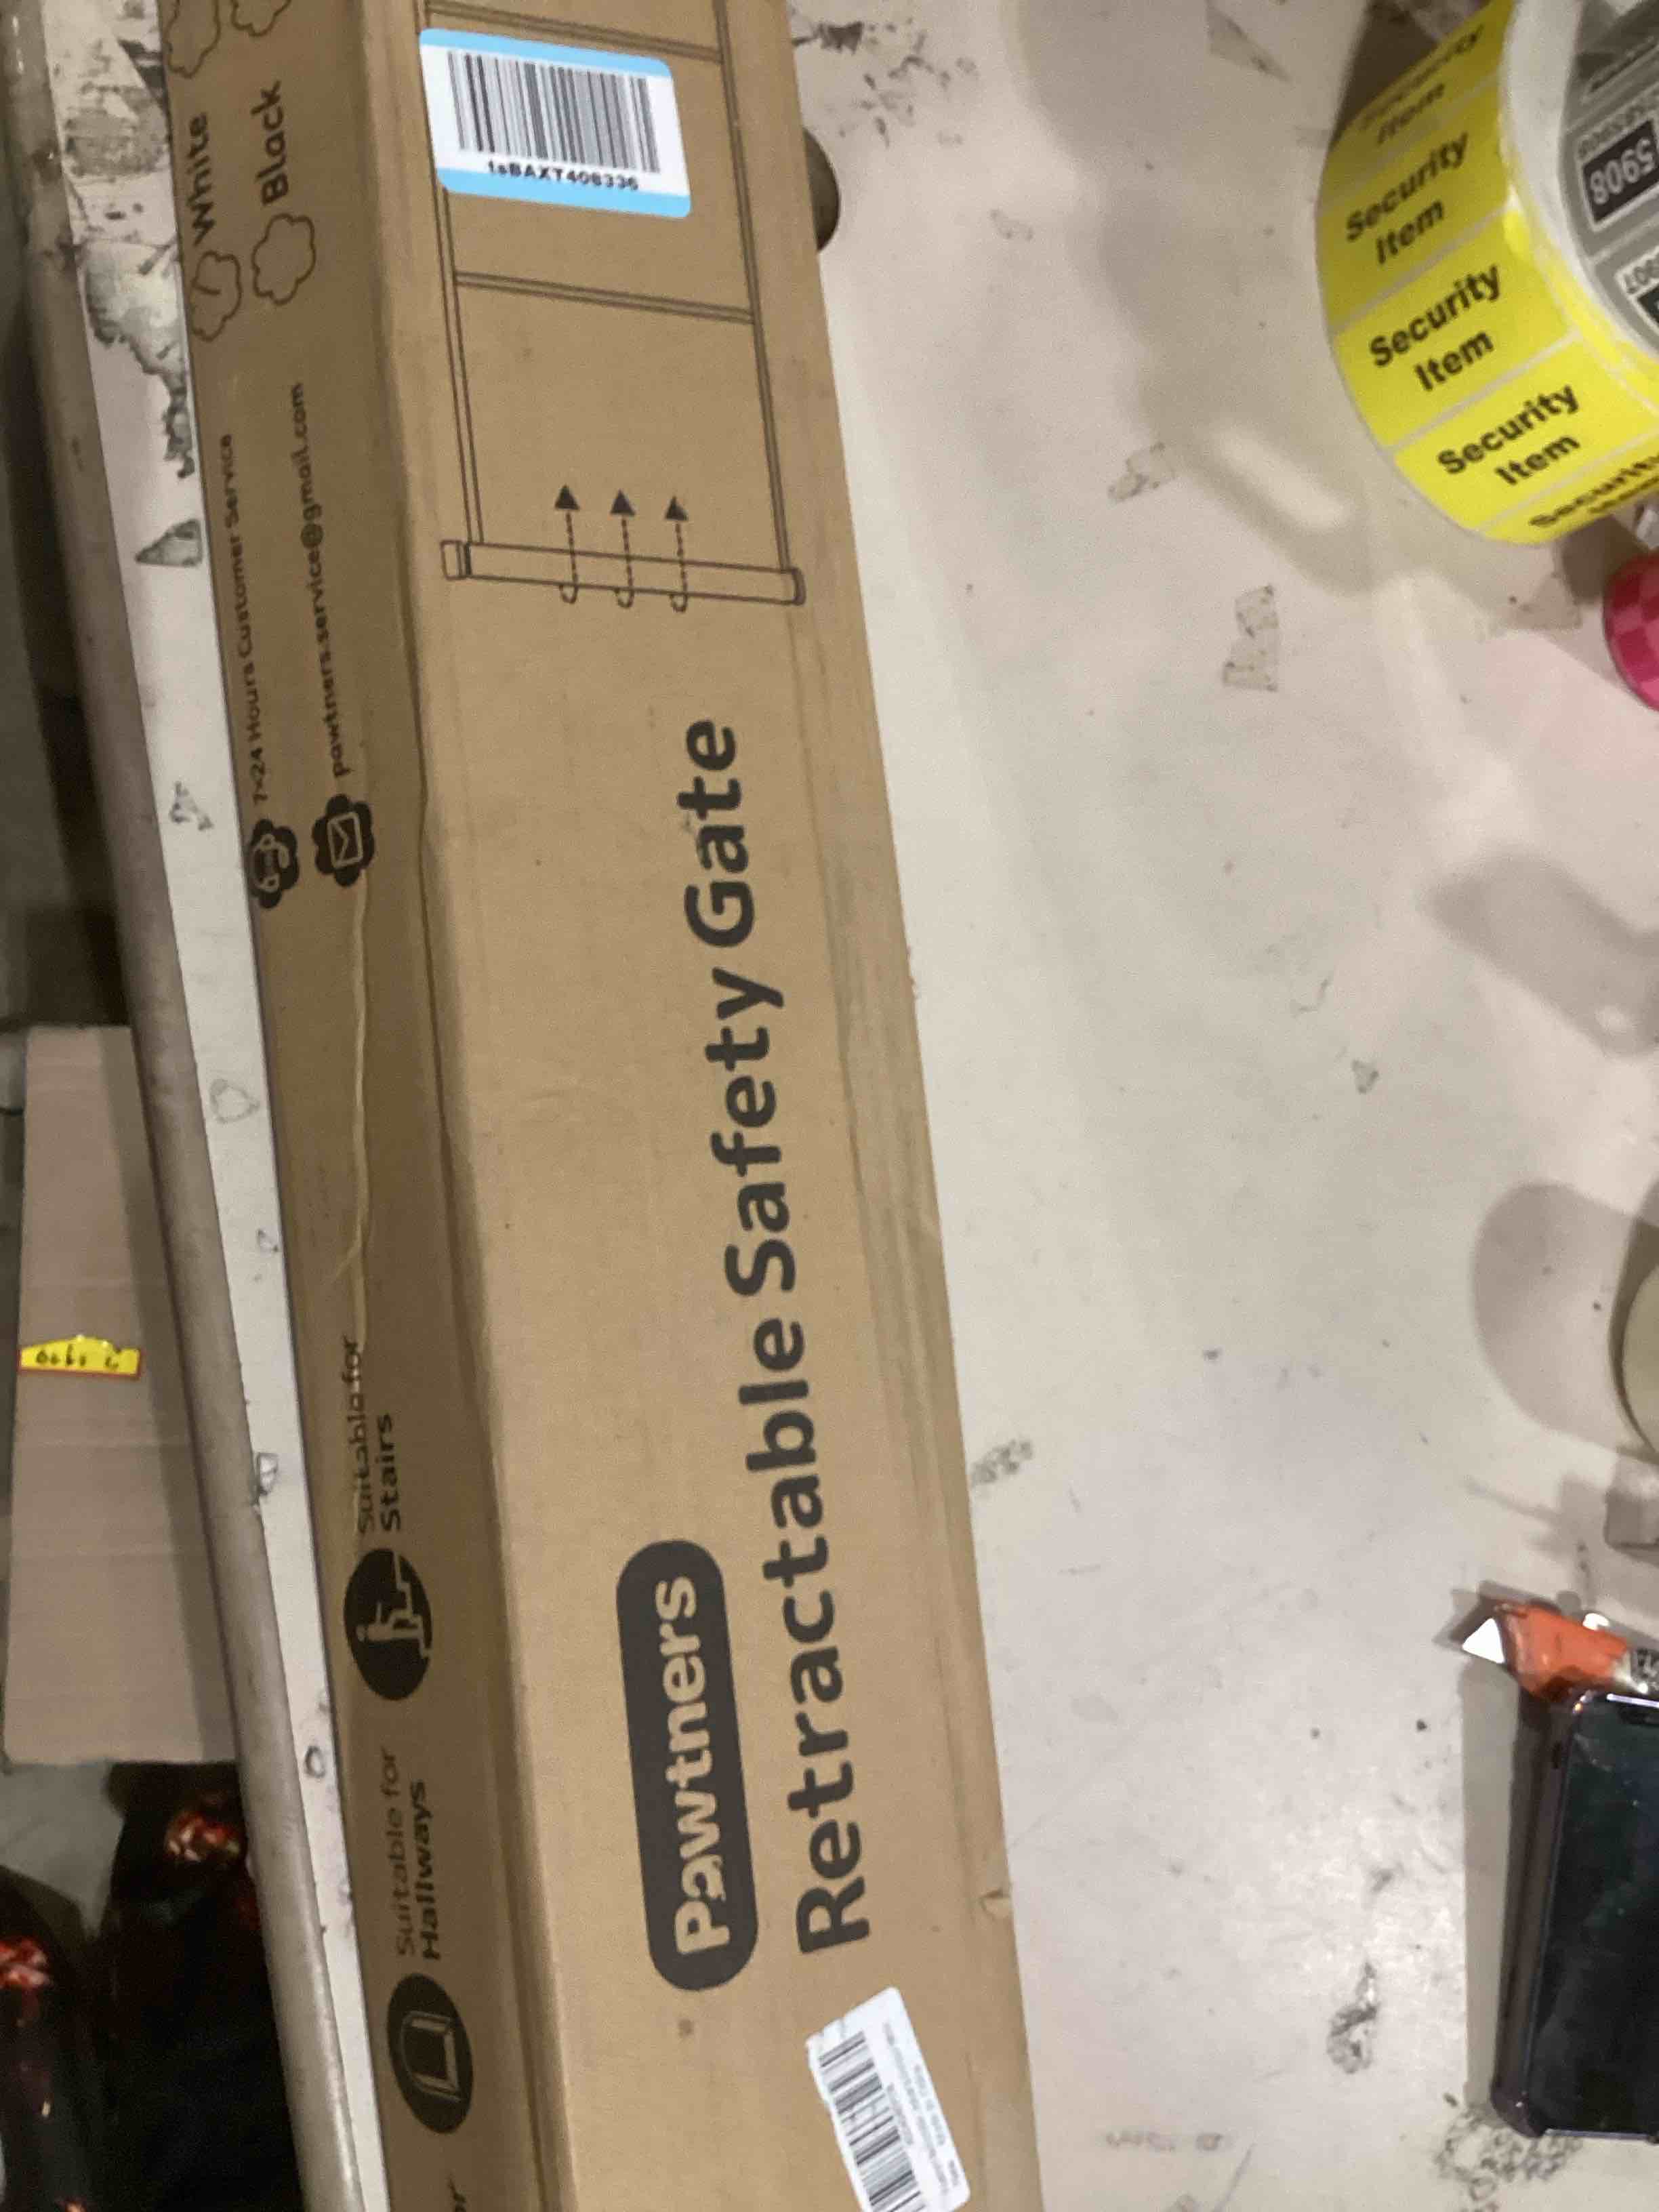 Pawtners
Retractable Safety Gate
1sBAXT408336
White
Black
7×24 Hours Customer Service
pawtners.service@gmail.com
Suitable for
Stairs
Suitable for
Hallways
Security
Item
Security
Item
Security
Item
Security
5908